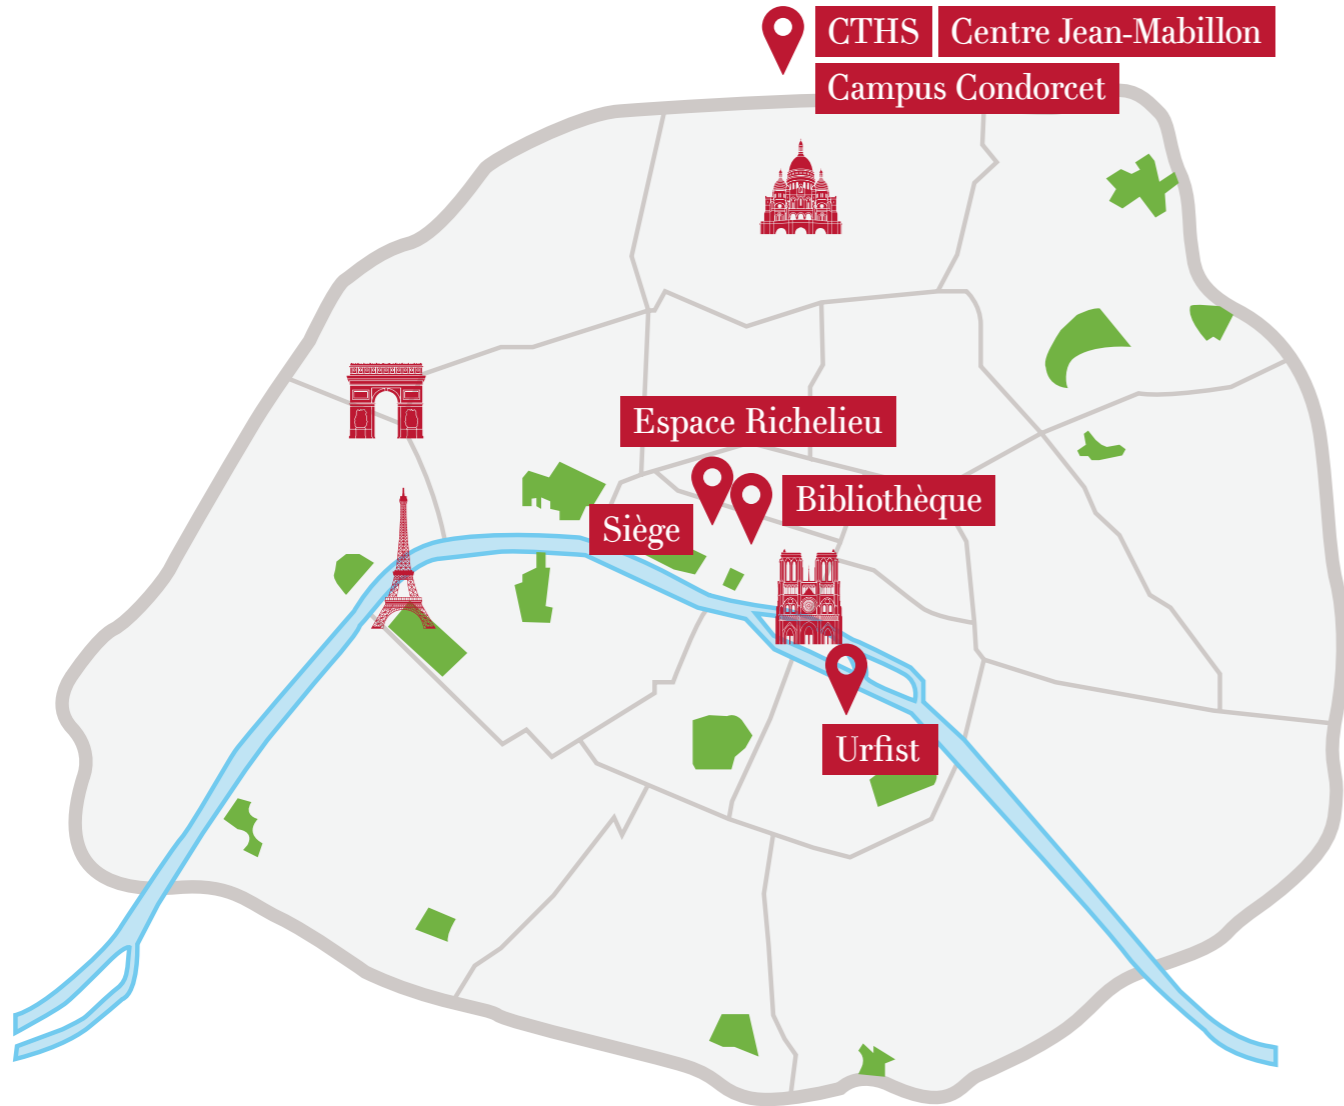 CTHS Centre Jean-Mabillon
Campus Condorcet
Espace Richelieu
Bibliothèque
Siège
Urfist